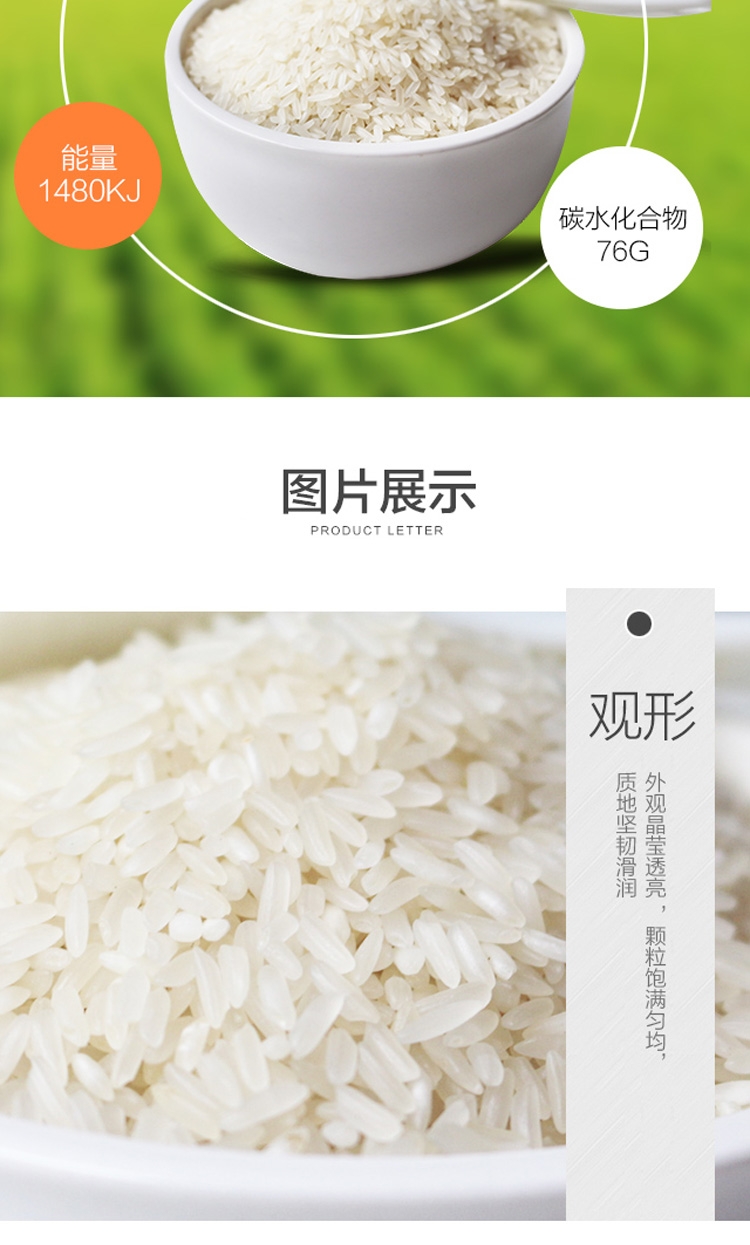 能量
1480KJ
碳水化合物
76G
图片展示
PRODUCT LETTER
观形
外观晶莹透亮，颗粒饱满匀均，
质地坚韧滑润